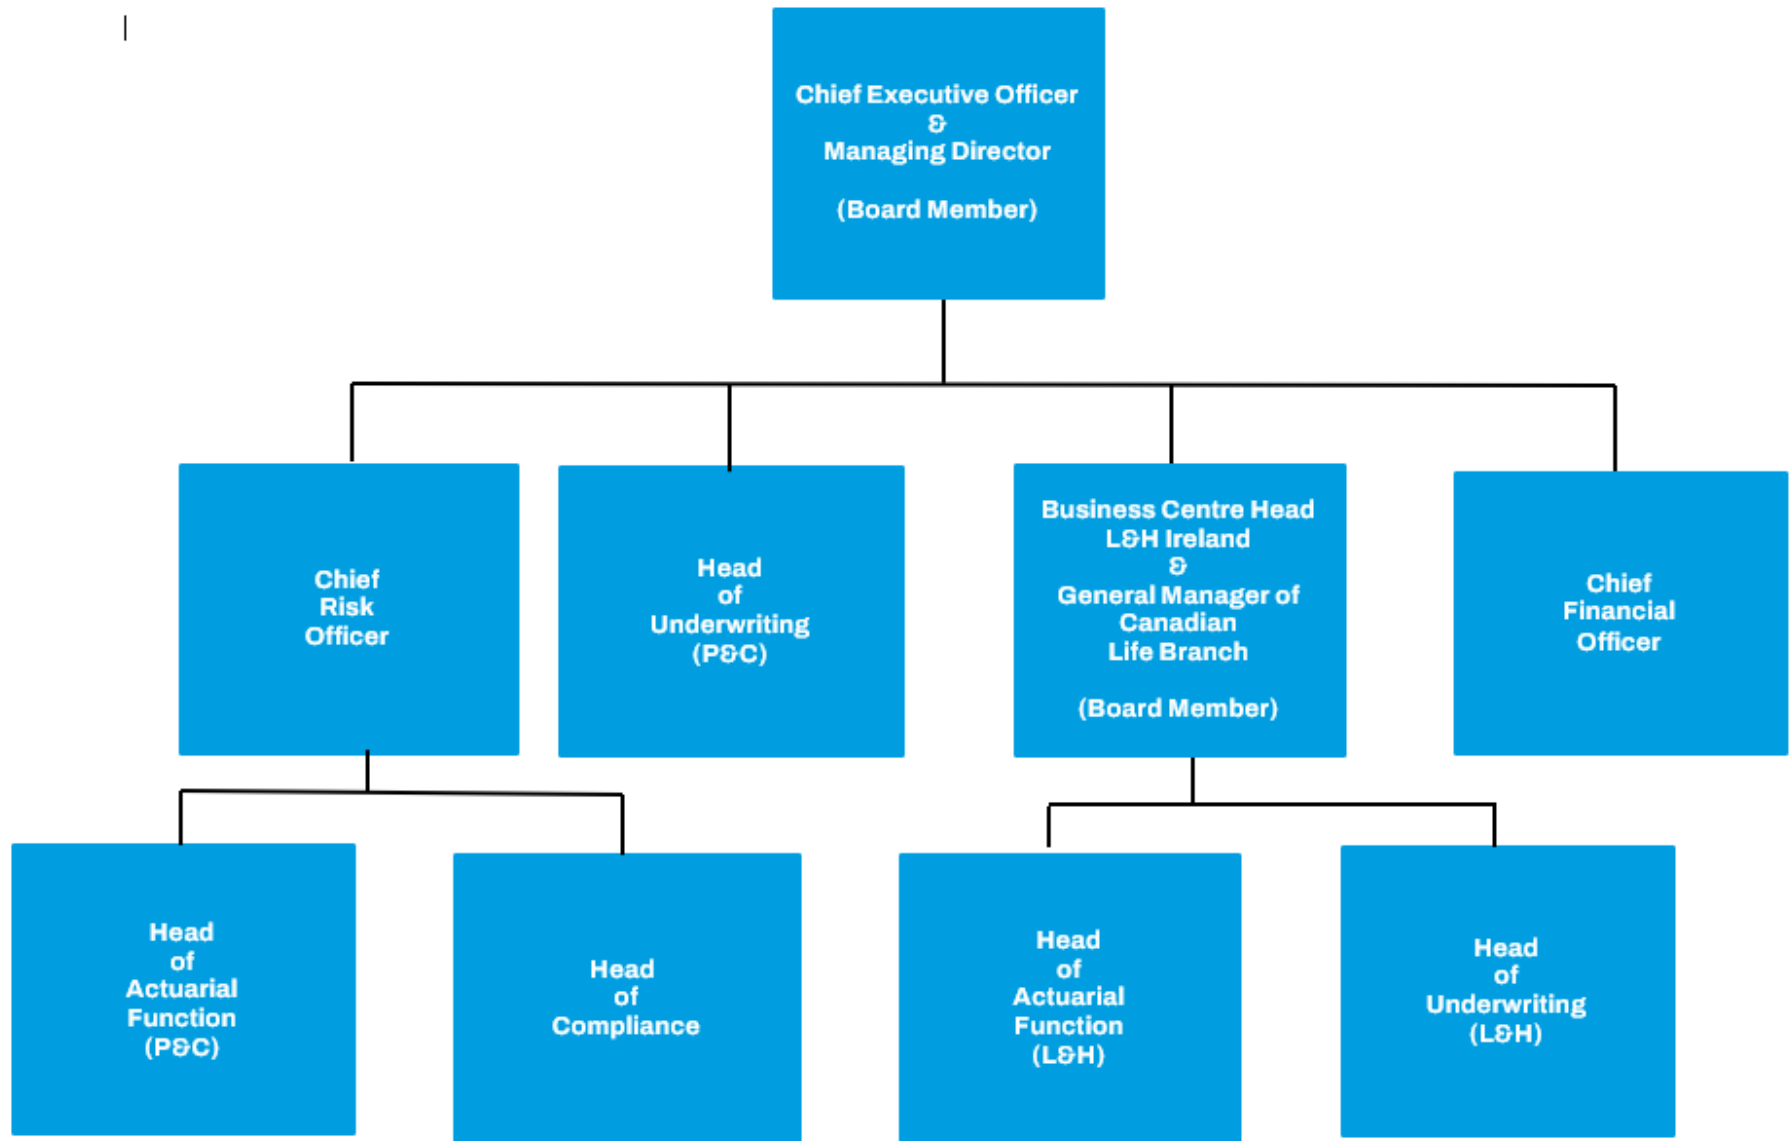 Chief Executive Officer
&
Managing Director
(Board Member)
Chief
Risk
Officer
Head
of
Underwriting
(P&C)
Business Centre Head
L&H Ireland
&
General Manager of
Canadian
Life Branch
(Board Member)
Chief
Financial
Officer
Head
of
Actuarial
Function
(P&C)
Head
of
Compliance
Head
of
Actuarial
Function
(L&H)
Head
of
Underwriting
(L&H)